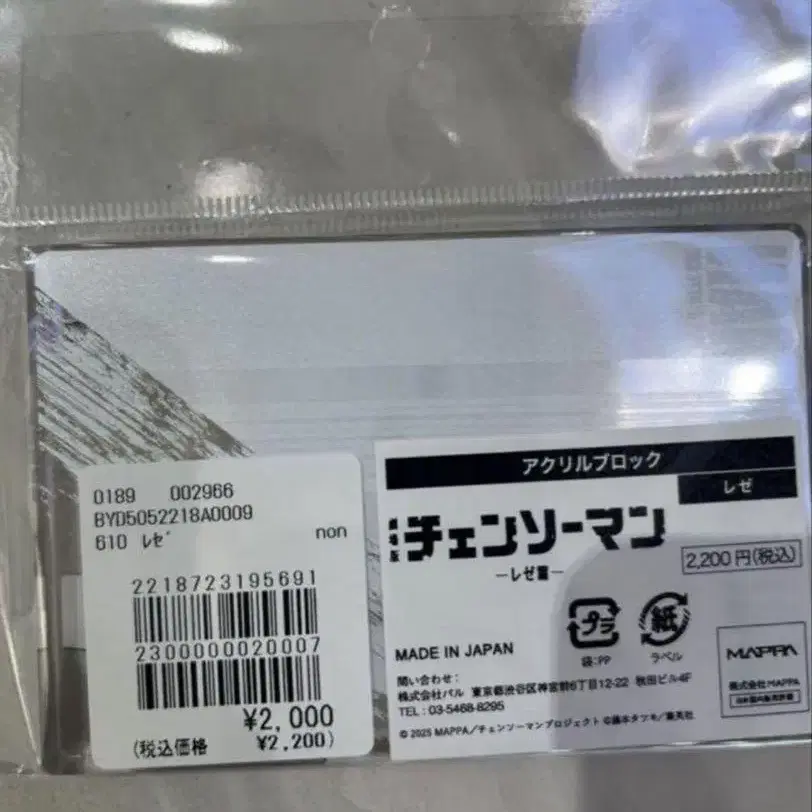 0189 002966
BYD5052218A0009
610 レゼ non
2218723195691
2300000020007
¥2,000
(税込価格 ¥2,200)
アクリルブロック
レゼ
チェンソーマン
―レゼ篇―
2,200円(税込)
プラ 紙
袋:PP ラベル
MADE IN JAPAN
問い合わせ:
株式会社パル 東京都渋谷区神宮前6丁目12-22 秋田ビル4F
TEL:03-5468-8295
© 2025 MAPPA/チェンソーマンプロジェクト ©藤本タツキ/集英社
MAPPA
株式会社MAPPA